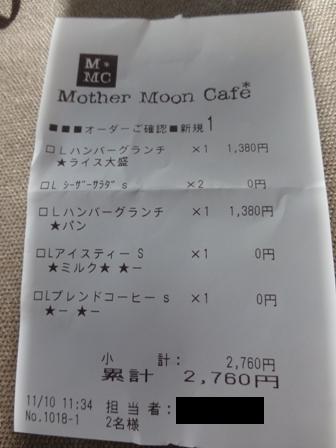 M*
MC
Mother Moon Cafe*
■■■オーダーご確認■新規1
□Lハンバーグランチ ×1 1,380円
★ライス大盛
□L シーザーサラダ s ×2 0円
□Lハンバーグランチ ×1 1,380円
★パン
□Lアイスティー S ×1 0円
★ミルク★ ★ー
□Lブレンドコーヒー s ×1 0円
★ー ★ー
小 計: 2,760円
累計 2,760円
11/10 11:34 担当者:
No.1018-1 2名様